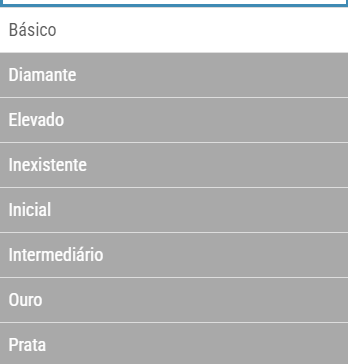 Básico
Diamante
Elevado
Inexistente
Inicial
Intermediário
Ouro
Prata